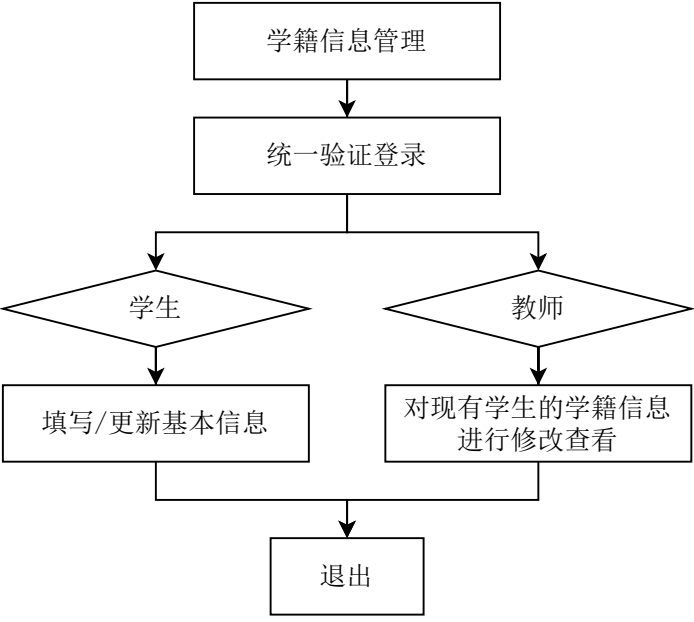 学籍信息管理
统一验证登录
学生
教师
填写/更新基本信息
对现有学生的学籍信息
进行修改查看
退出